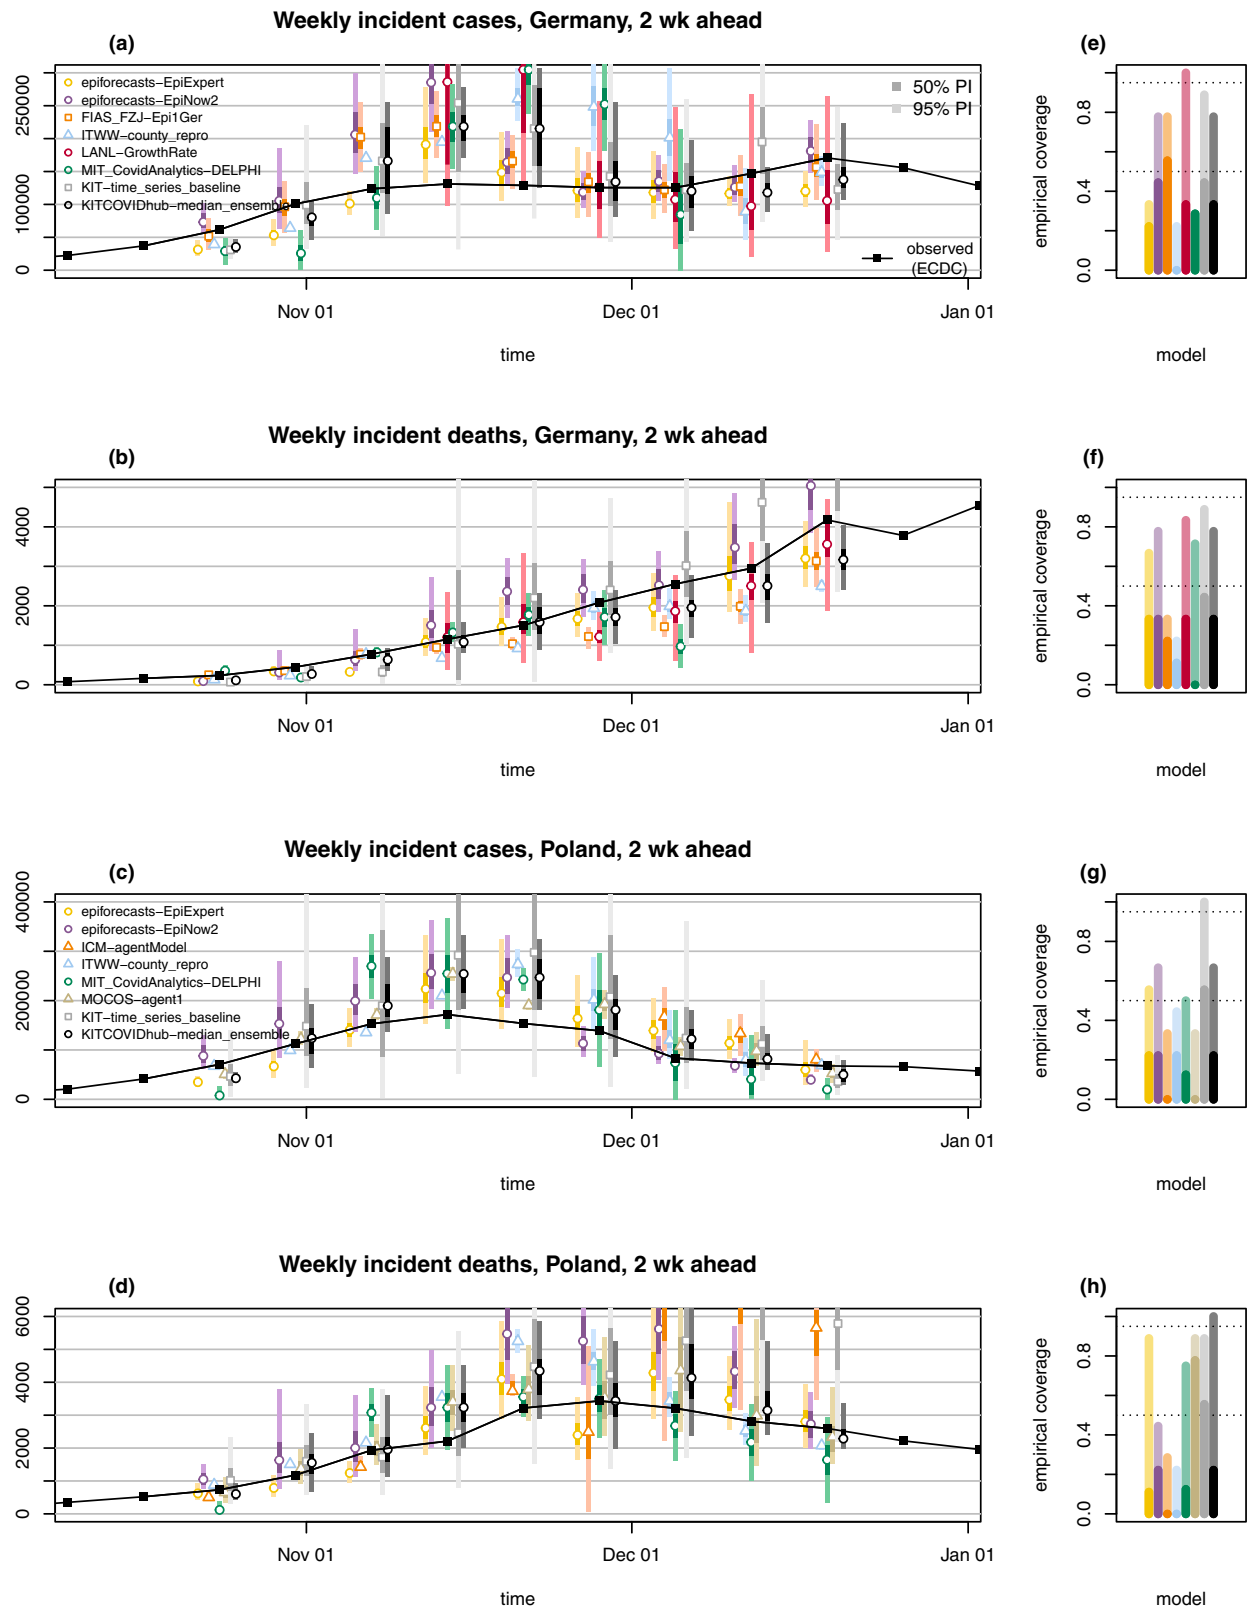 Weekly incident cases, Germany, 2 wk ahead
(a)
epiforecasts−EpiExpert
epiforecasts−EpiNow2
FIAS_FZJ−Epi1Ger
ITWW−county_repro
LANL−GrowthRate
MIT_CovidAnalytics−DELPHI
KIT−time_series_baseline
KITCOVIDhub−median_ensemble
50% PI
95% PI
observed
(ECDC)
0
100000
250000
Nov 01
Dec 01
Jan 01
time
(e)
empirical coverage
0.0
0.4
0.8
model
Weekly incident deaths, Germany, 2 wk ahead
(b)
0
2000
4000
Nov 01
Dec 01
Jan 01
time
(f)
empirical coverage
0.0
0.4
0.8
model
Weekly incident cases, Poland, 2 wk ahead
(c)
epiforecasts−EpiExpert
epiforecasts−EpiNow2
ICM−agentModel
ITWW−county_repro
MIT_CovidAnalytics−DELPHI
MOCOS−agent1
KIT−time_series_baseline
KITCOVIDhub−median_ensemble
0
100000
200000
400000
Nov 01
Dec 01
Jan 01
time
(g)
empirical coverage
0.0
0.4
0.8
model
Weekly incident deaths, Poland, 2 wk ahead
(d)
0
2000
4000
6000
Nov 01
Dec 01
Jan 01
time
(h)
empirical coverage
0.0
0.4
0.8
model